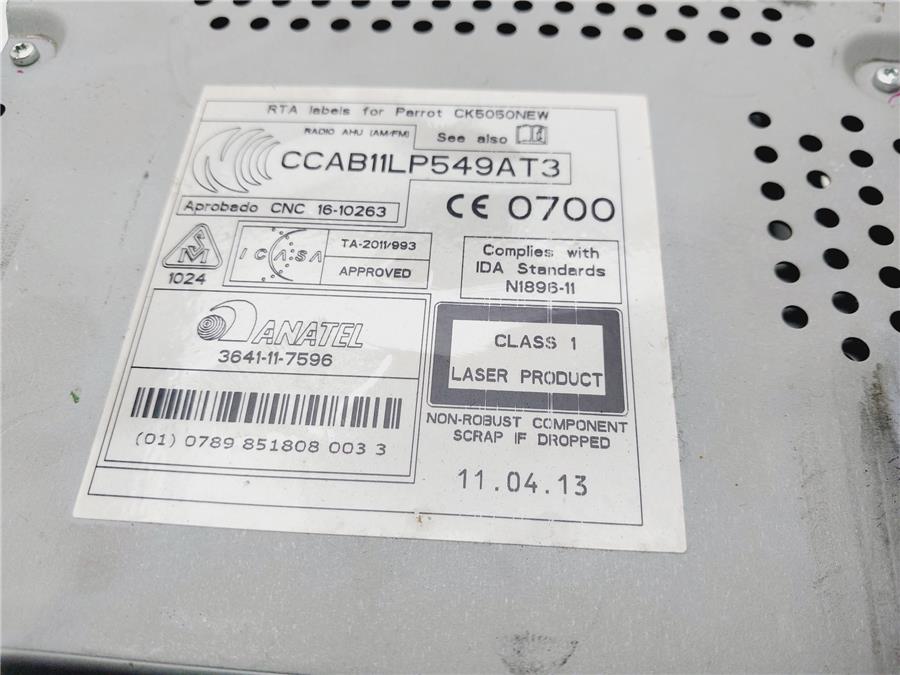 RTA labels for Parrot CK5050NEW
RADIO AHU (AM/FM)
See also
CCAB11LP549AT3
Aprobado CNC 16-10263
CE 0700
SM
1024
ICASA
TA-2011/993
APPROVED
Complies with
IDA Standards
N1896-11
ANATEL
3641-11-7596
CLASS 1
LASER PRODUCT
(01) 0789 851808 003 3
NON-ROBUST COMPONENT
SCRAP IF DROPPED
11.04.13